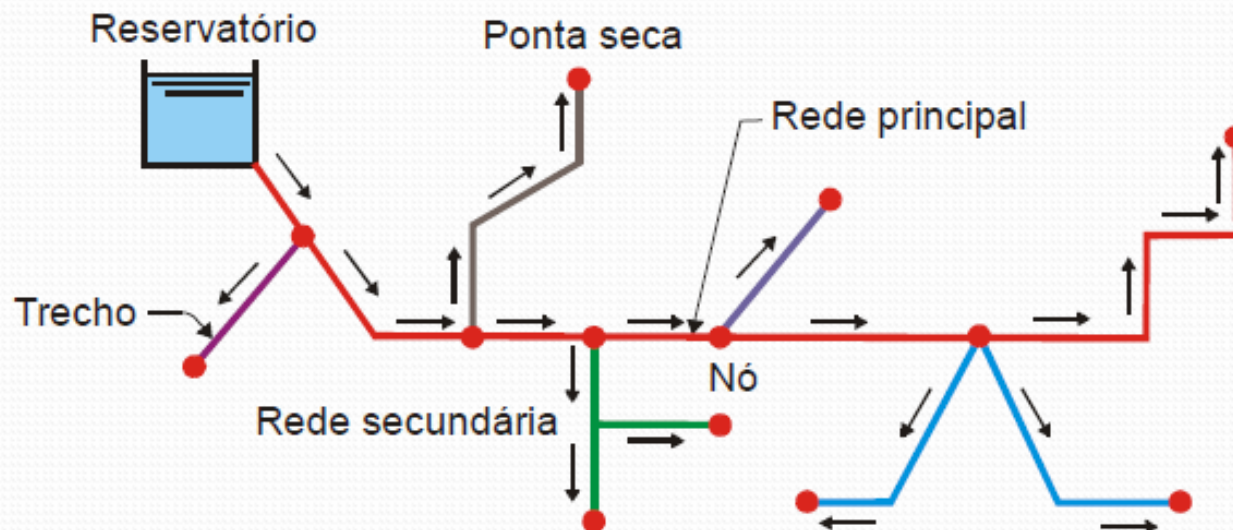 Reservatório
Ponta seca
Rede principal
Trecho
Nó
Rede secundária